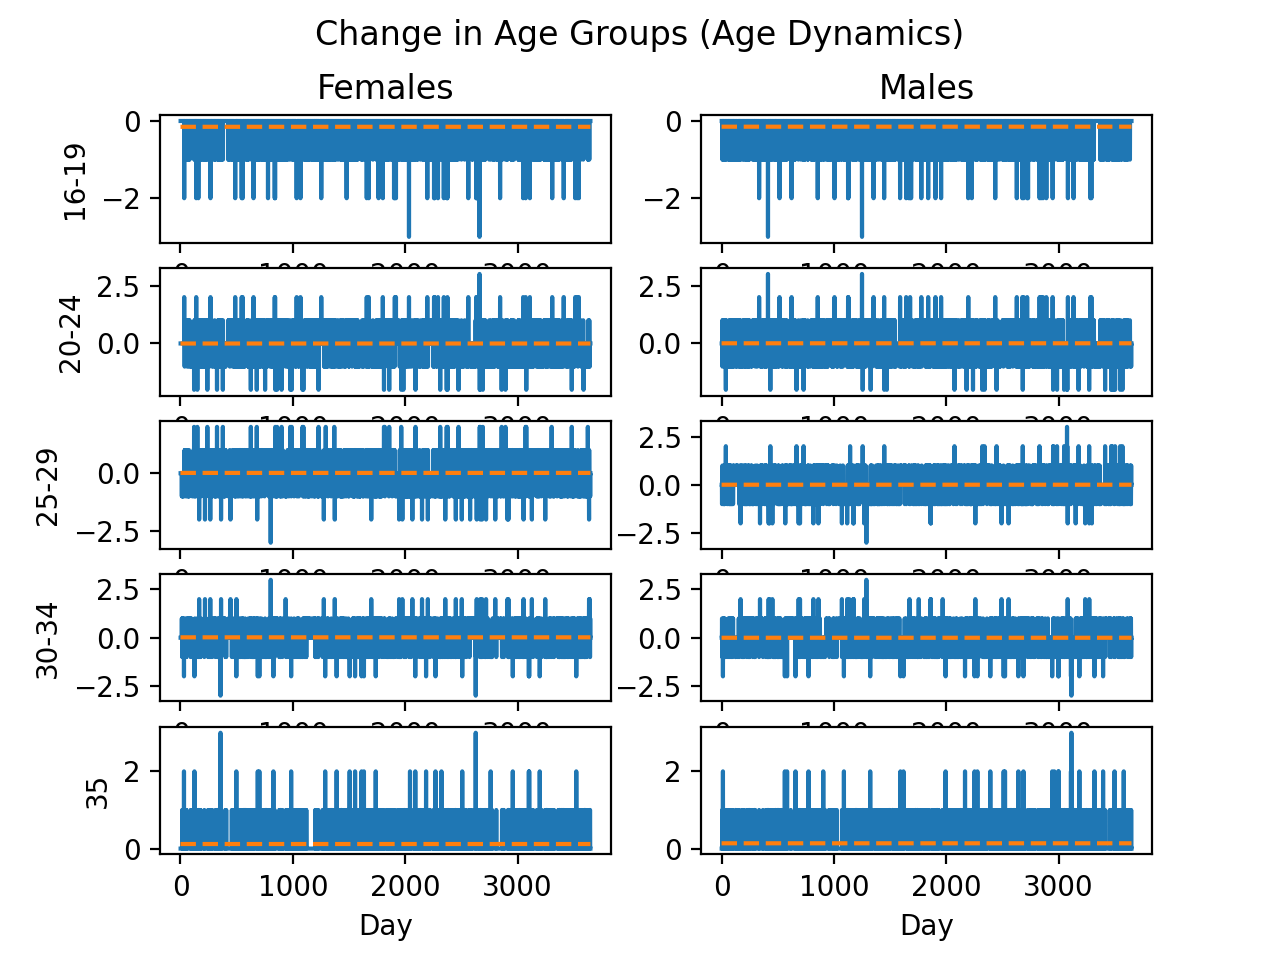 Change in Age Groups (Age Dynamics)
Females Males
16-19 0 −2 0 −2
20-24 2.5 0.0 2.5 0.0
25-29 0.0 −2.5 2.5 0.0 −2.5
30-34 2.5 0.0 −2.5 2.5 0.0 −2.5
35 2 0 2 0
0 1000 2000 3000 0 1000 2000 3000
Day Day